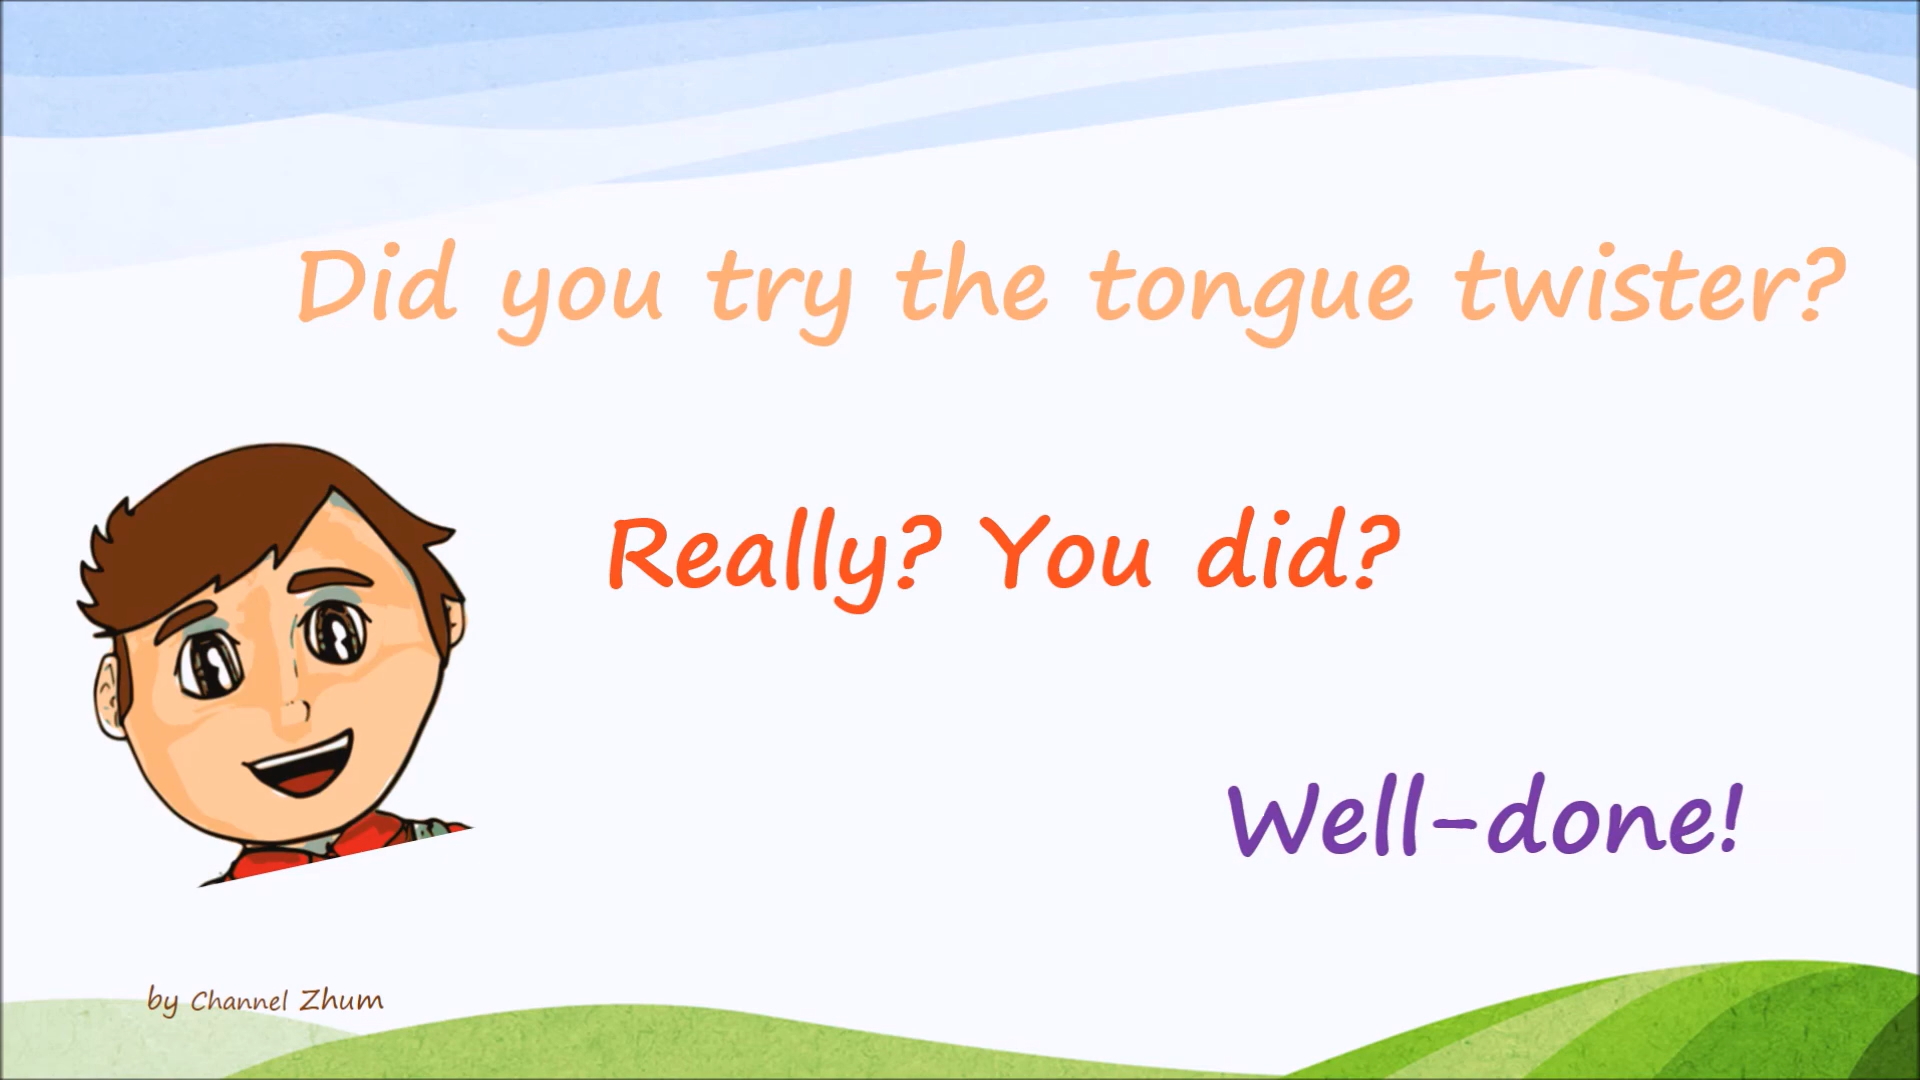 Did you try the tongue twister?
Really? You did?
Well-done!
by Channel Zhum